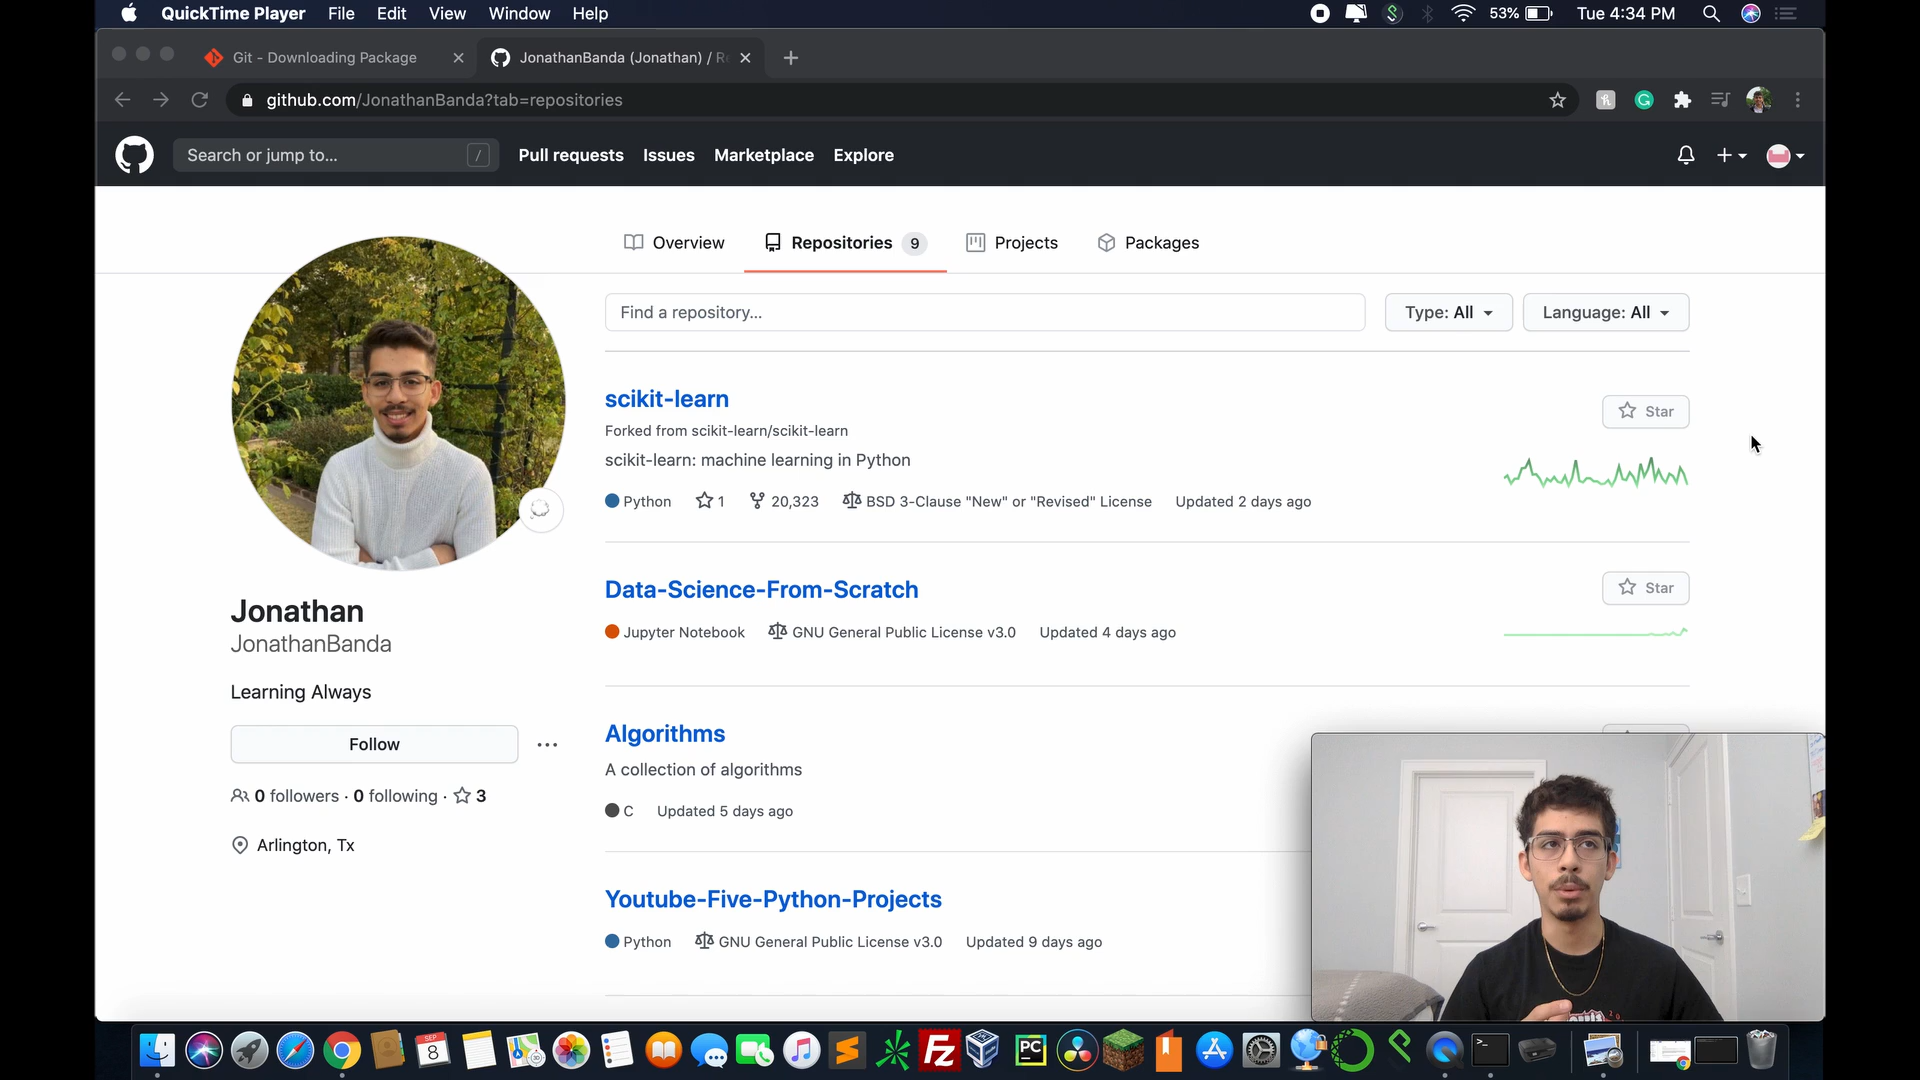 QuickTime Player File Edit View Window Help
53% Tue 4:34 PM
Git - Downloading Package
JonathanBanda (Jonathan) / R
github.com/JonathanBanda?tab=repositories
Search or jump to... /
Pull requests Issues Marketplace Explore
Overview Repositories 9 Projects Packages
Find a repository...
Type: All
Language: All
scikit-learn
Star
Forked from scikit-learn/scikit-learn
scikit-learn: machine learning in Python
Python 1 20,323 BSD 3-Clause "New" or "Revised" License Updated 2 days ago
Data-Science-From-Scratch
Star
Jupyter Notebook GNU General Public License v3.0 Updated 4 days ago
Algorithms
A collection of algorithms
C Updated 5 days ago
Youtube-Five-Python-Projects
Python GNU General Public License v3.0 Updated 9 days ago
Jonathan
JonathanBanda
Learning Always
Follow
0 followers · 0 following · 3
Arlington, Tx
SEP
8
FZ
PC